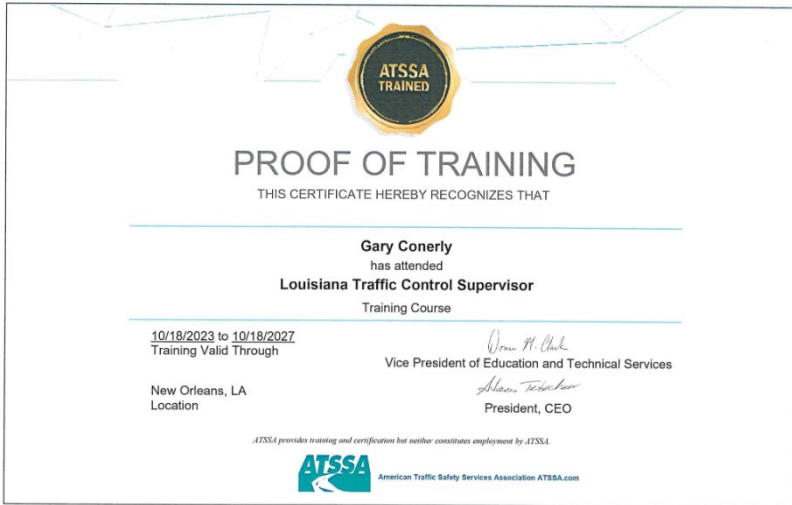 ATSSA
TRAINED
PROOF OF TRAINING
THIS CERTIFICATE HEREBY RECOGNIZES THAT
Gary Conerly
has attended
Louisiana Traffic Control Supervisor
Training Course
10/18/2023 to 10/18/2027
Training Valid Through
Vice President of Education and Technical Services
New Orleans, LA
Location
President, CEO
ATSSA provides training and certification but neither constitutes employment by ATSSA.
ATSSA
American Traffic Safety Services Association ATSSA.com